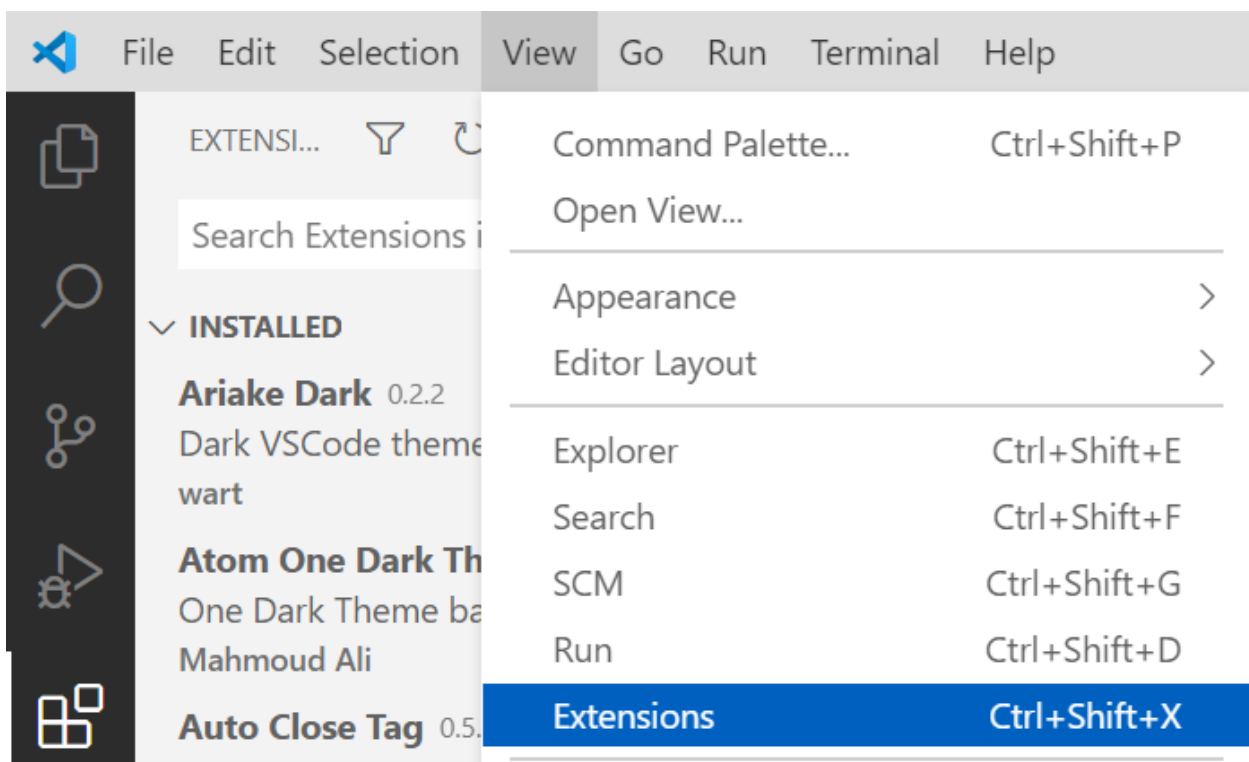 File Edit Selection View Go Run Terminal Help
EXTENSI...
Search Extensions i
INSTALLED
Ariake Dark 0.2.2
Dark VSCode theme
wart
Atom One Dark Th
One Dark Theme ba
Mahmoud Ali
Auto Close Tag 0.5.
Command Palette... Ctrl+Shift+P
Open View...
Appearance
Editor Layout
Explorer Ctrl+Shift+E
Search Ctrl+Shift+F
SCM Ctrl+Shift+G
Run Ctrl+Shift+D
Extensions Ctrl+Shift+X